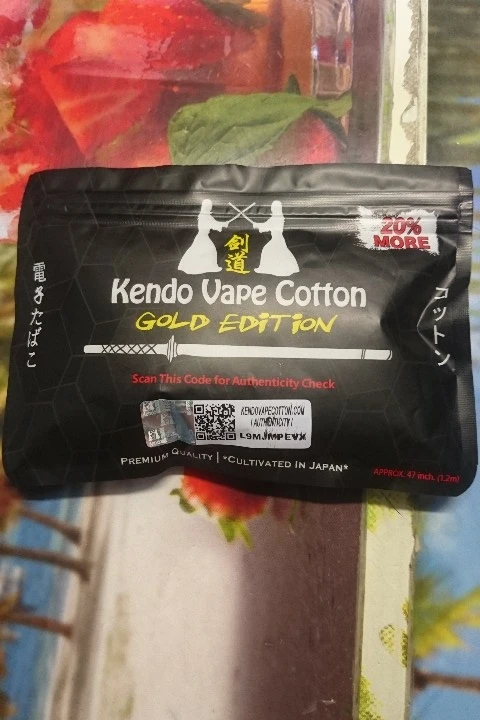 20%
MORE
剣
道
電子たばこ
Kendo Vape Cotton
GOLD EDITION
コットン
Scan This Code for Authenticity Check
KENDOVAPECOTTON.COM
/AUTHENTICITY/
L9MJMPEVX
PREMIUM QUALITY | *CULTIVATED IN JAPAN*
APPROX. 47 inch. (1.2m)